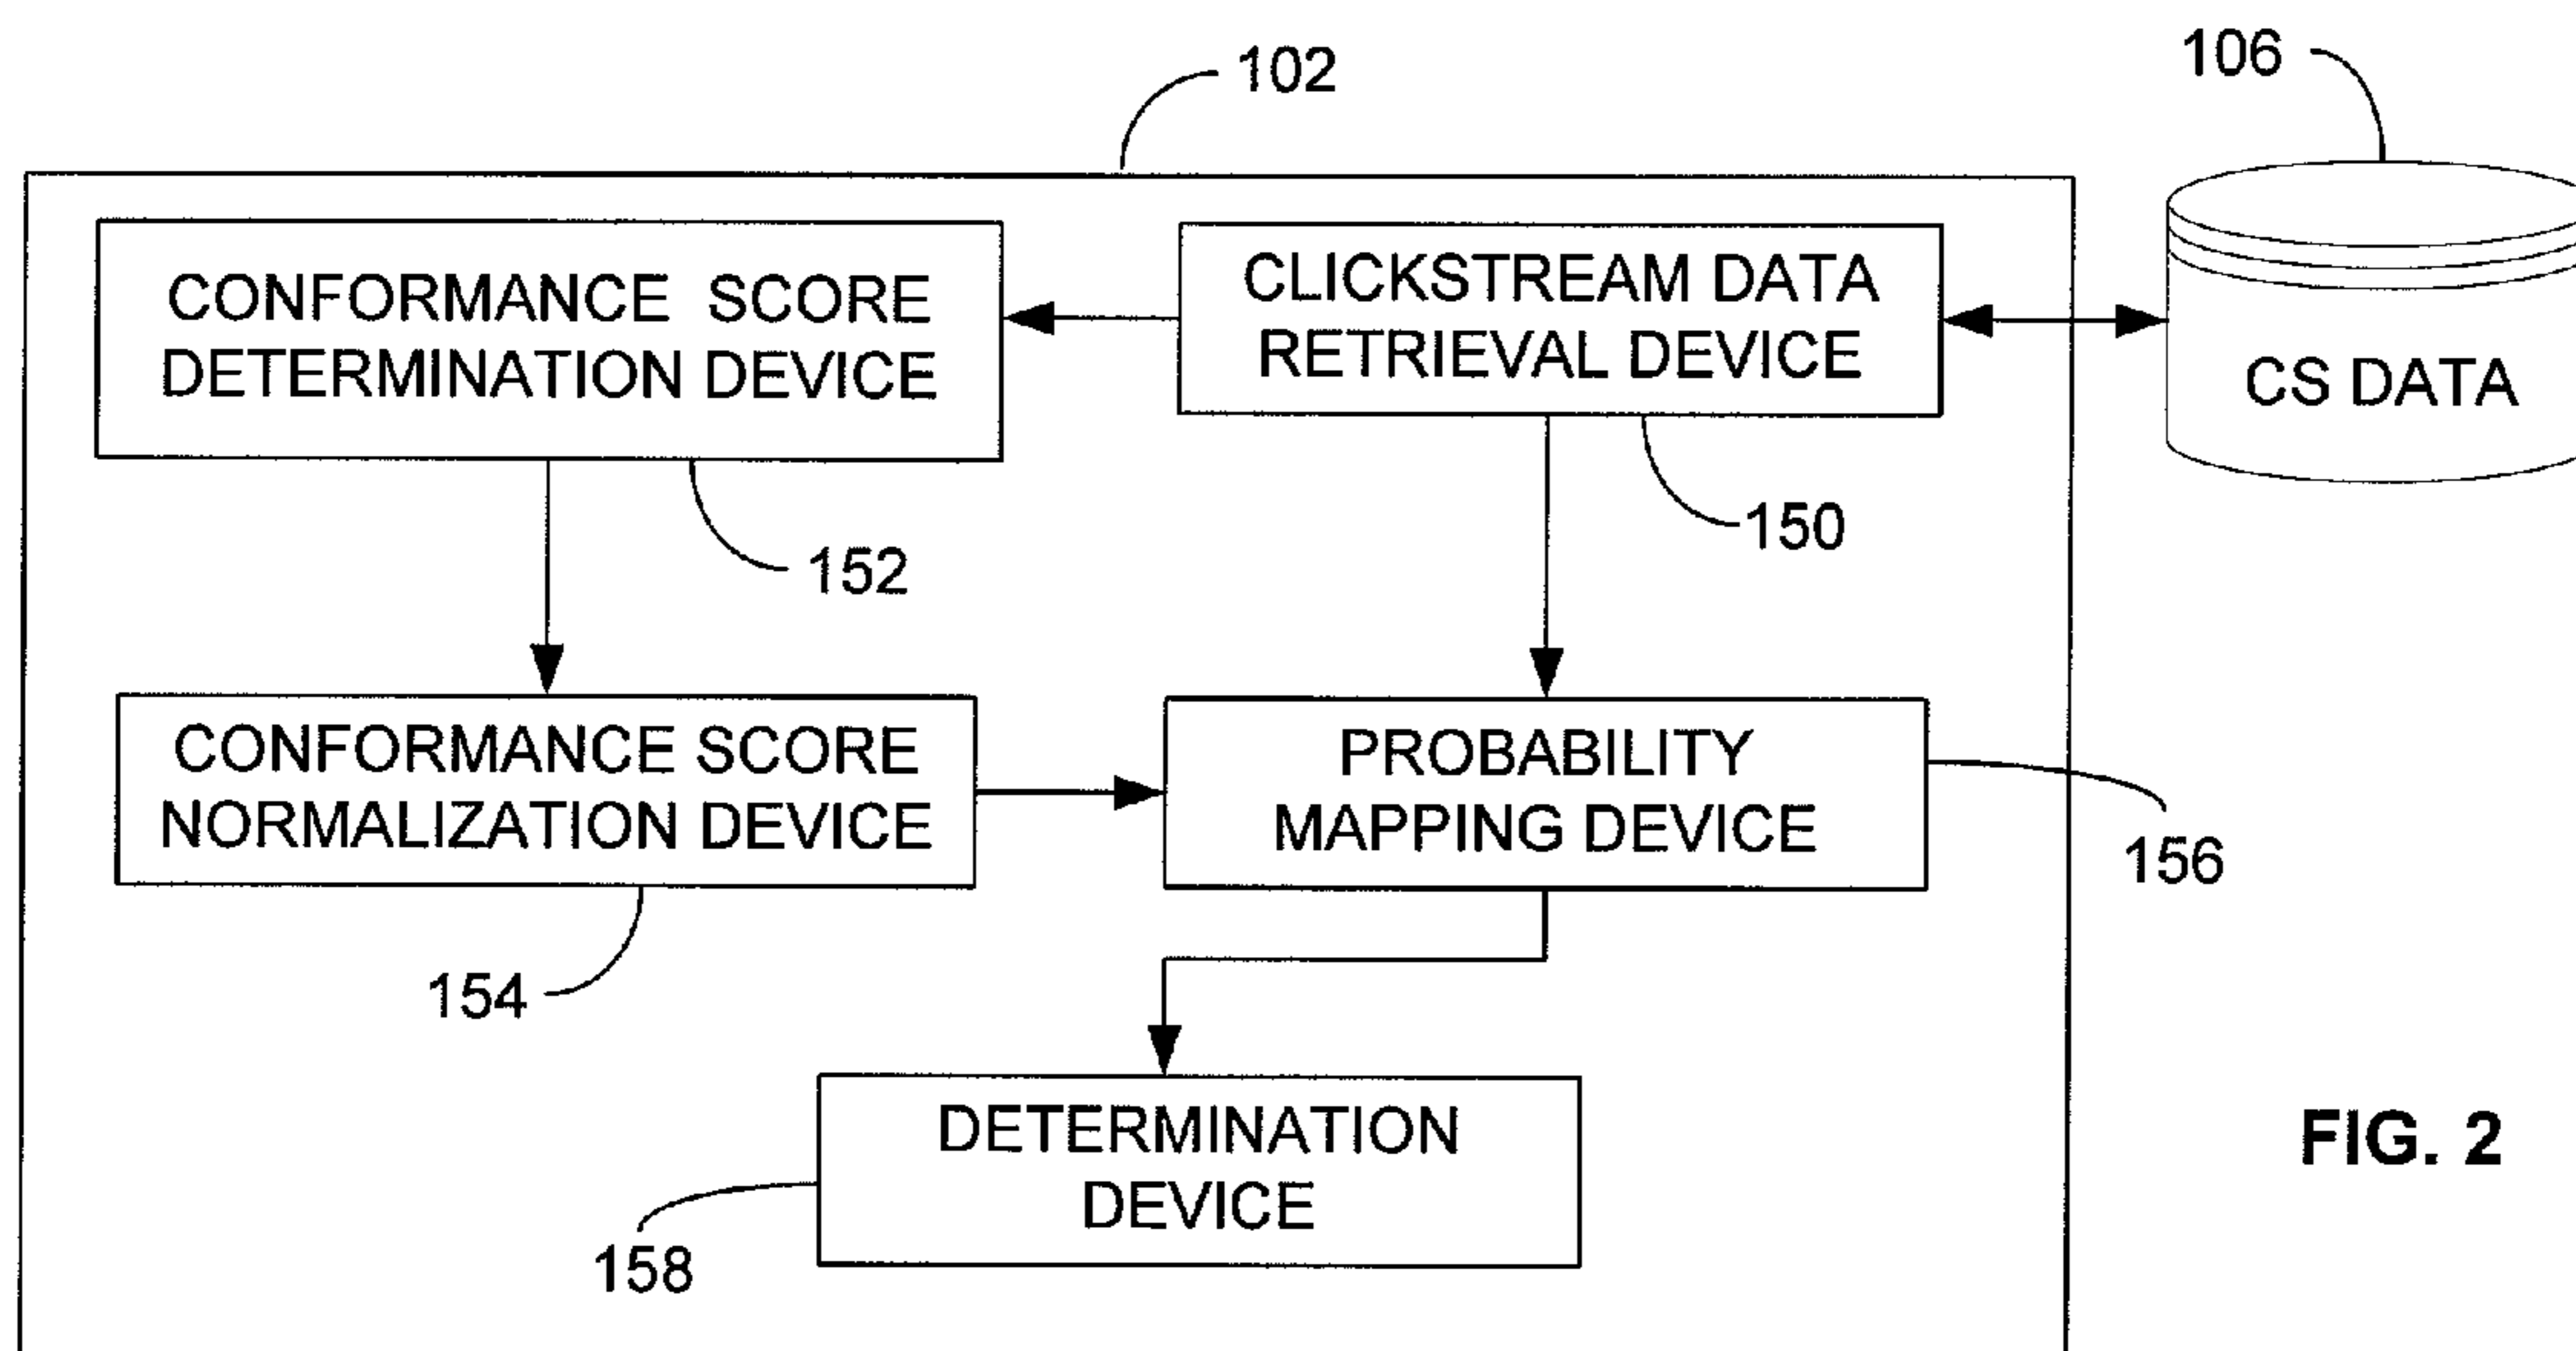 102
106
CONFORMANCE SCORE
DETERMINATION DEVICE
CLICKSTREAM DATA
RETRIEVAL DEVICE
CS DATA
150
152
CONFORMANCE SCORE
NORMALIZATION DEVICE
PROBABILITY
MAPPING DEVICE
156
154
DETERMINATION
DEVICE
158
FIG. 2